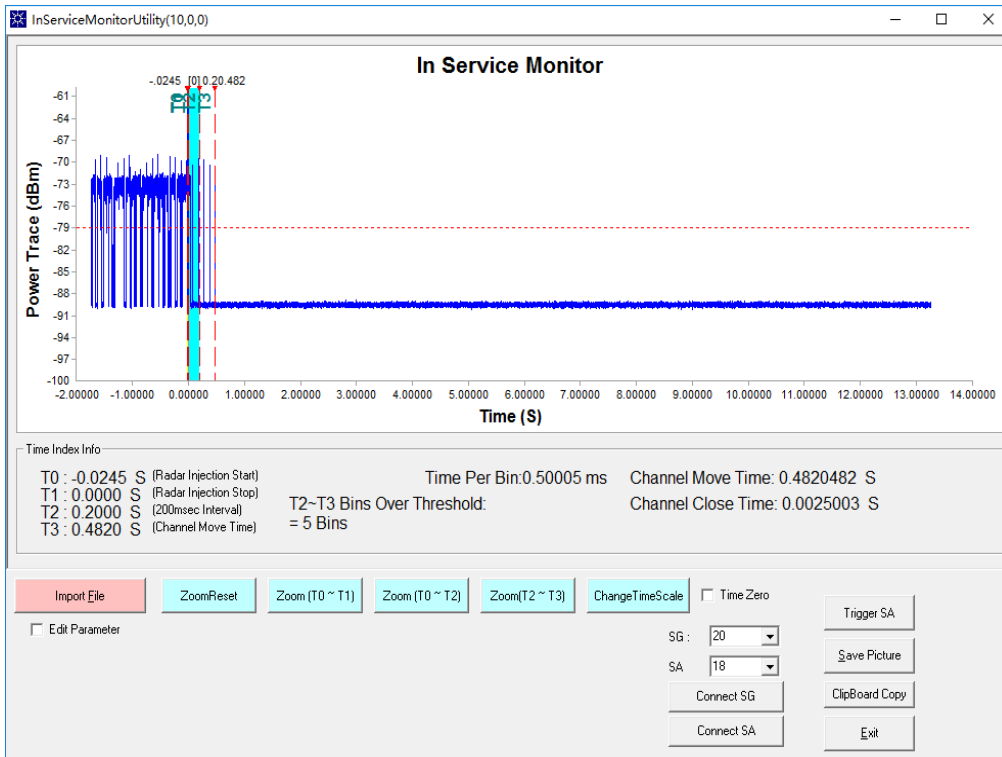 InServiceMonitorUtility(10,0,0)
In Service Monitor
-.0245 [0] 0.20.482
T0 T2 T3
Power Trace (dBm)
-61
-64
-67
-70
-73
-76
-79
-82
-85
-88
-91
-94
-97
-100
-2.00000 -1.00000 0.00000 1.00000 2.00000 3.00000 4.00000 5.00000 6.00000 7.00000 8.00000 9.00000 10.00000 11.00000 12.00000 13.00000 14.00000
Time (S)
Time Index Info
T0 : -0.0245 S (Radar Injection Start)
T1 : 0.0000 S (Radar Injection Stop)
T2 : 0.2000 S (200msec Interval)
T3 : 0.4820 S (Channel Move Time)
Time Per Bin:0.50005 ms
T2~T3 Bins Over Threshold:
= 5 Bins
Channel Move Time: 0.4820482 S
Channel Close Time: 0.0025003 S
Import File ZoomReset Zoom (T0 ~ T1) Zoom (T0 ~ T2) Zoom(T2 ~ T3) ChangeTimeScale Time Zero
Edit Parameter
SG : 20
SA 18
Connect SG
Connect SA
Trigger SA
Save Picture
ClipBoard Copy
Exit